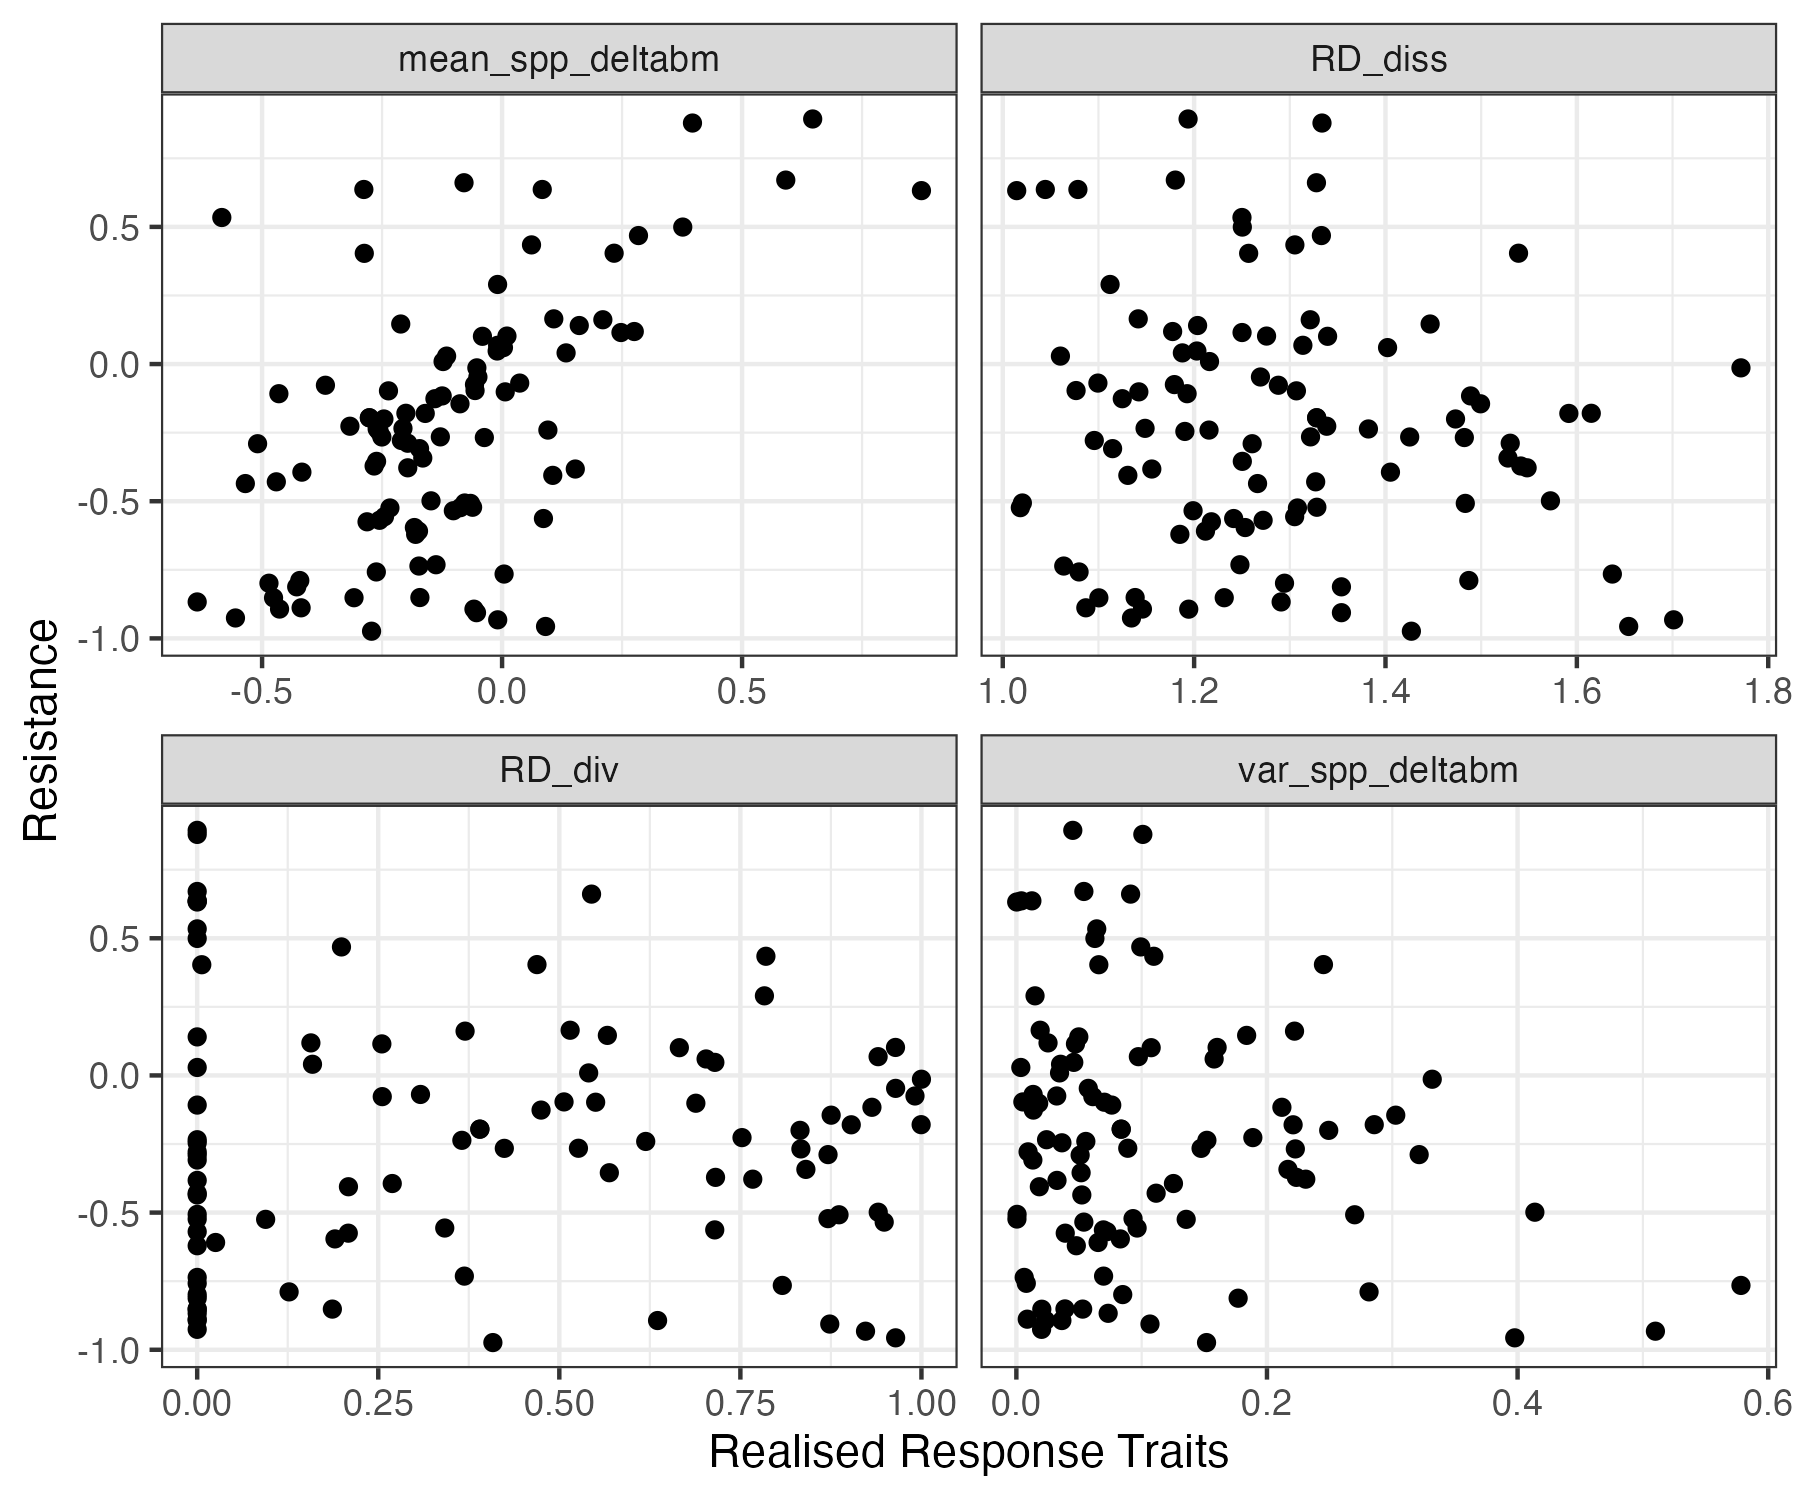 mean_spp_deltabm
RD_diss
0.5
0.0
-0.5
-1.0
-0.5 0.0 0.5
1.0 1.2 1.4 1.6 1.8
Resistance
RD_div
var_spp_deltabm
0.5
0.0
-0.5
-1.0
0.00 0.25 0.50 0.75 1.00
0.0 0.2 0.4 0.6
Realised Response Traits